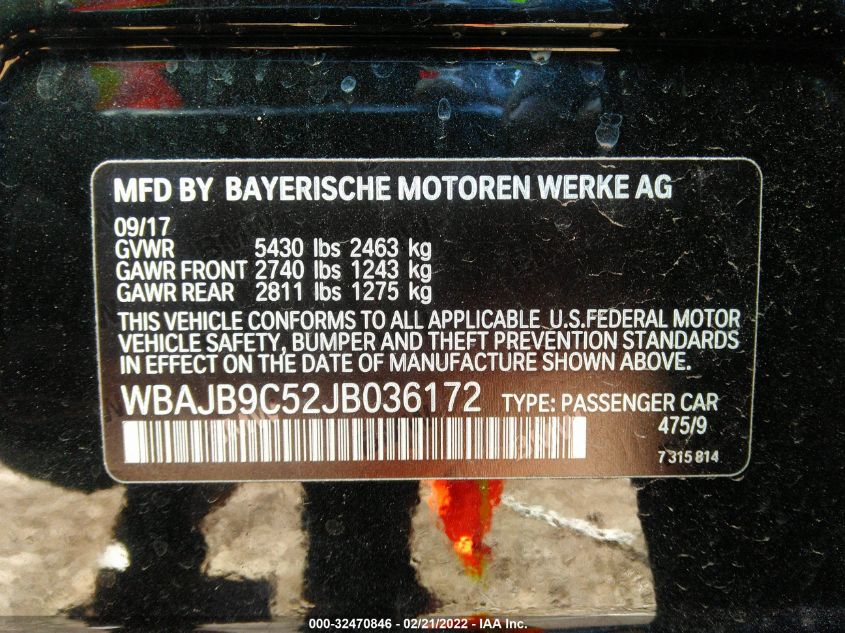 MFD BY BAYERISCHE MOTOREN WERKE AG
09/17
GVWR 5430 lbs 2463 kg
GAWR FRONT 2740 lbs 1243 kg
GAWR REAR 2811 lbs 1275 kg
THIS VEHICLE CONFORMS TO ALL APPLICABLE U.S.FEDERAL MOTOR
VEHICLE SAFETY, BUMPER AND THEFT PREVENTION STANDARDS
IN EFFECT ON THE DATE OF MANUFACTURE SHOWN ABOVE.
WBAJB9C52JB036172 TYPE: PASSENGER CAR
475/9
7 315 814
000-32470846 - 02/21/2022 - IAA Inc.